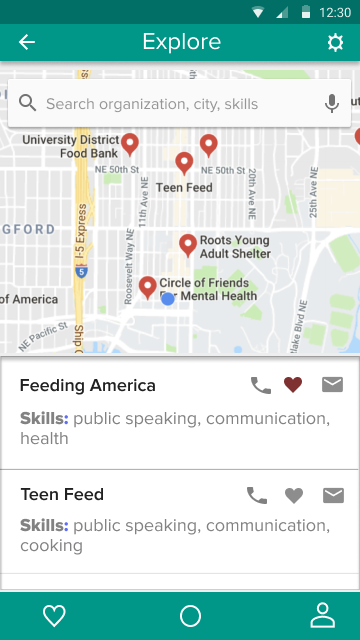 12:30
Explore
Search organization, city, skills
University District
Food Bank
NE 50th St
NE 50th St
Teen Feed
11th Ave NE
20th Ave NE
25th Ave NE
GFORD
I-5 Express
Roosevelt Way NE
Roots Young
Adult Shelter
5
Circle of Friends
For Mental Health
of America
NE Pacific St
Ship C
lake Blvd NE
Feeding America
Skills: public speaking, communication,
health
Teen Feed
Skills: public speaking, communication,
cooking